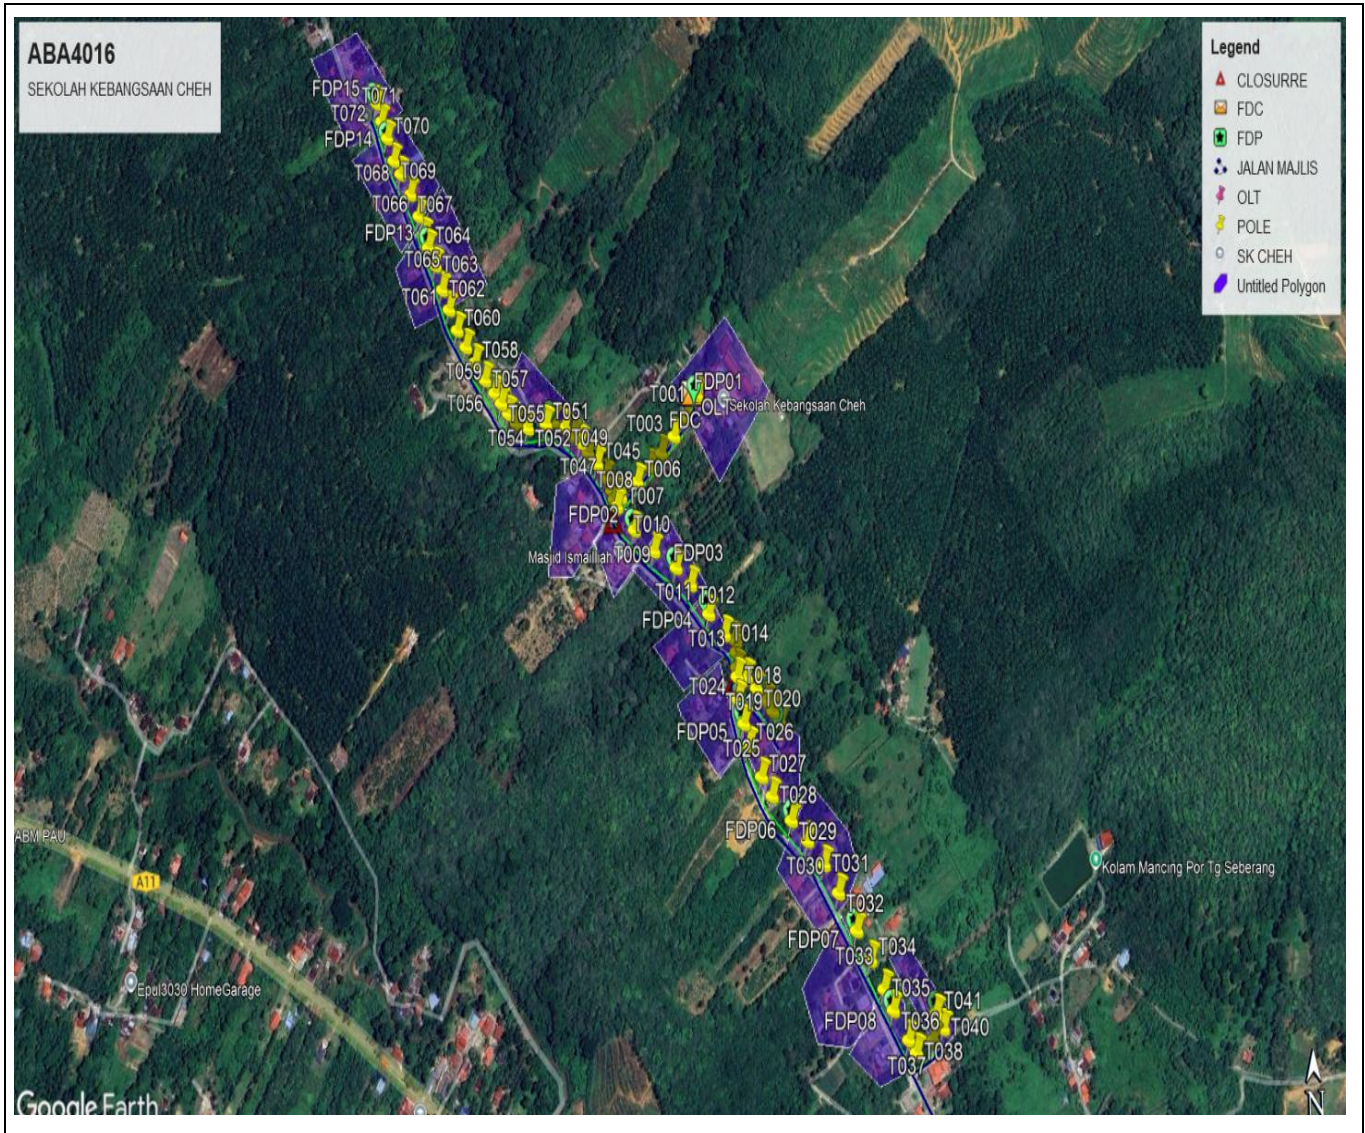 ABA4016
SEKOLAH KEBANGSAAN CHEH
Legend
CLOSURRE
FDC
FDP
JALAN MAJLIS
OLT
POLE
SK CHEH
Untitled Polygon
FDP15
T071
T072
T070
FDP14
T068
T069
T066
T067
FDP13
T064
T065
T063
T061
T062
T060
T058
T059
T057
T056
T055
T051
T054
T052
T049
T047
T045
T001
FDP01
OLT
Sekolah Kebangsaan Cheh
T003
FDC
T006
T008
T007
FDP02
T010
Masjid Ismailliah
T009
FDP03
T011
T012
FDP04
T013
T014
T024
T018
T019
T020
FDP05
T026
T025
T027
T028
FDP06
T029
T030
T031
T032
FDP07
T033
T034
T035
FDP08
T036
T041
T040
T038
T037
ABM PAU
A11
Kolam Mancing Por Tg Seberang
Epul3030 HomeGarage
Google Earth
N